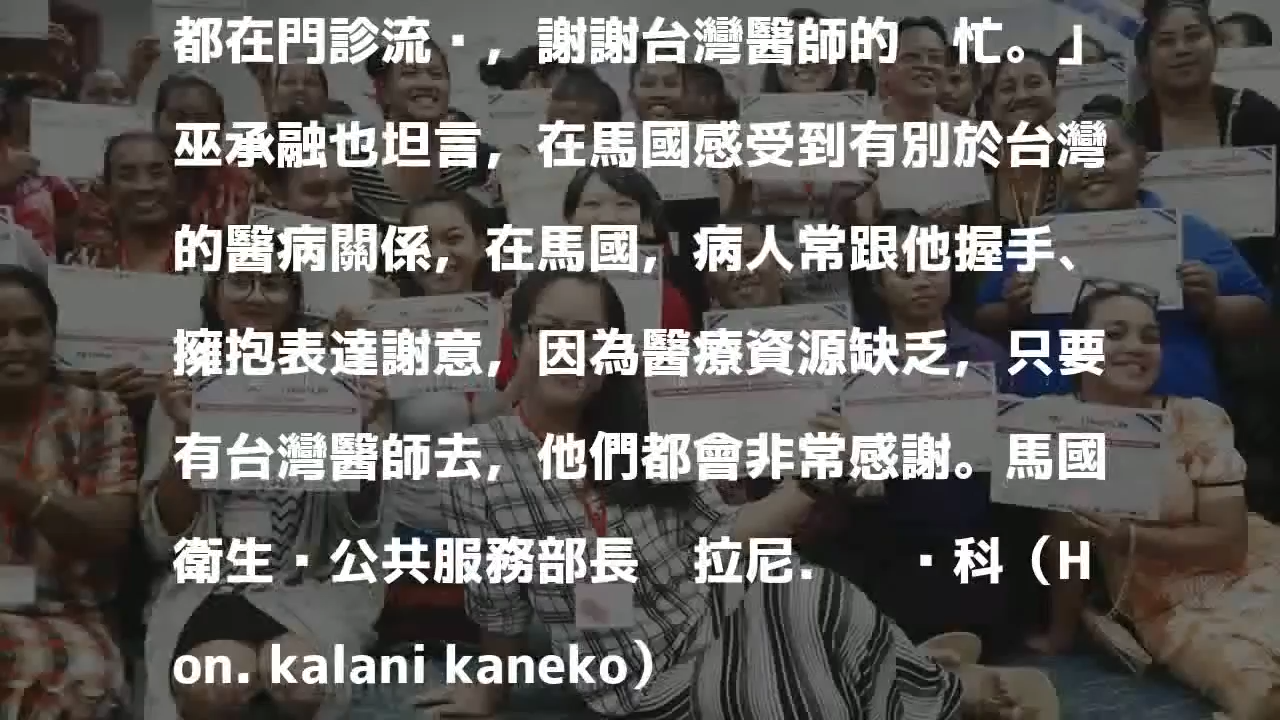 都在門診流·，謝謝台灣醫師的　忙。」
巫承融也坦言，在馬國感受到有別於台灣
的醫病關係，在馬國，病人常跟他握手、
擁抱表達謝意，因為醫療資源缺乏，只要
有台灣醫師去，他們都會非常感謝。馬國
衛生·公共服務部長　拉尼.　·科（H
on. kalani kaneko）